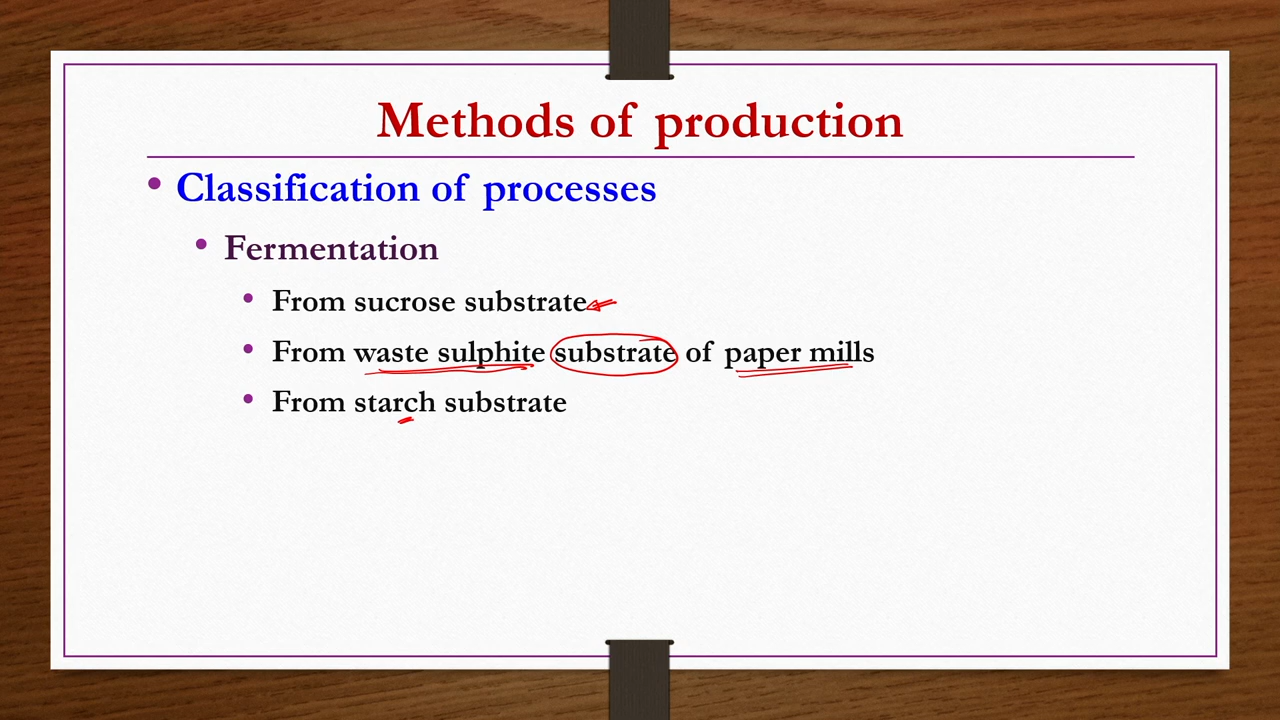 Methods of production
• Classification of processes
• Fermentation
• From sucrose substrate
• From waste sulphite substrate of paper mills
• From starch substrate